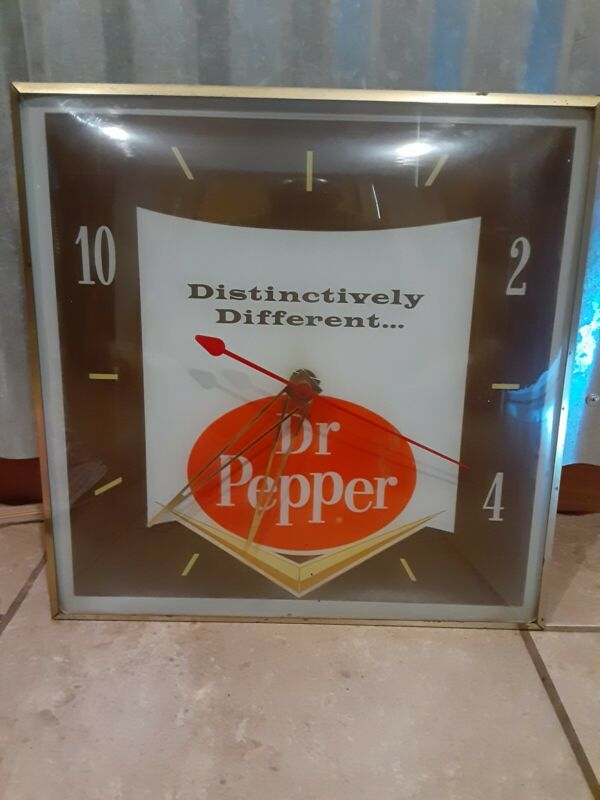 10
2
Distinctively
Different...
Dr
Pepper
4